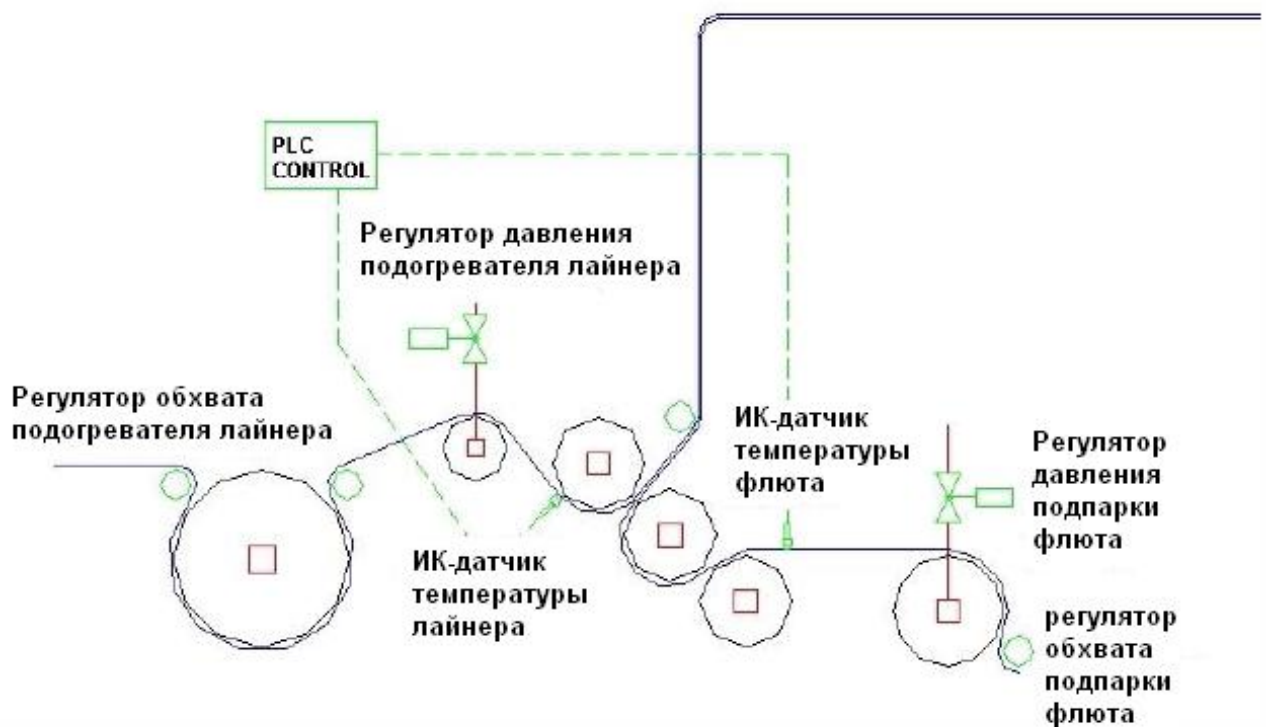 PLC
CONTROL
Регулятор давления
подогревателя лайнера
Регулятор обхвата
подогревателя лайнера
ИК-датчик
температуры
флюта
Регулятор
давления
подпарки
флюта
ИК-датчик
температуры
лайнера
регулятор
обхвата
подпарки
флюта